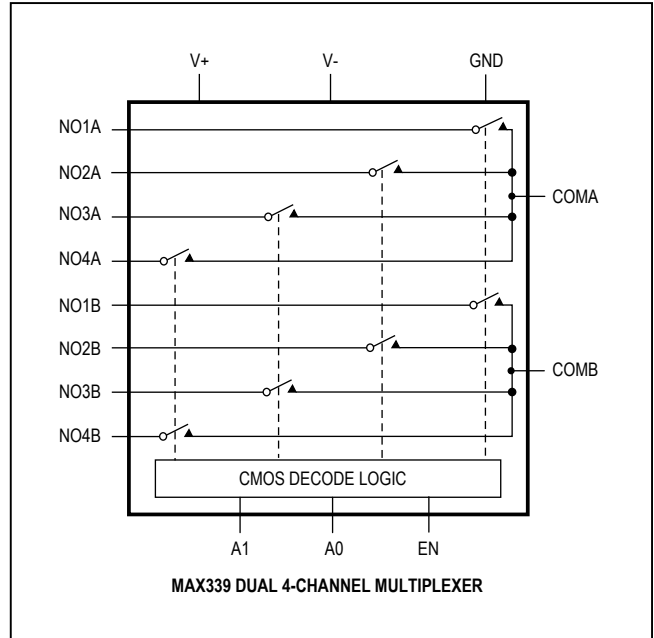 V+ V- GND
NO1A
NO2A
COMA
NO3A
NO4A
NO1B
NO2B
COMB
NO3B
NO4B
CMOS DECODE LOGIC
A1 A0 EN
MAX339 DUAL 4-CHANNEL MULTIPLEXER